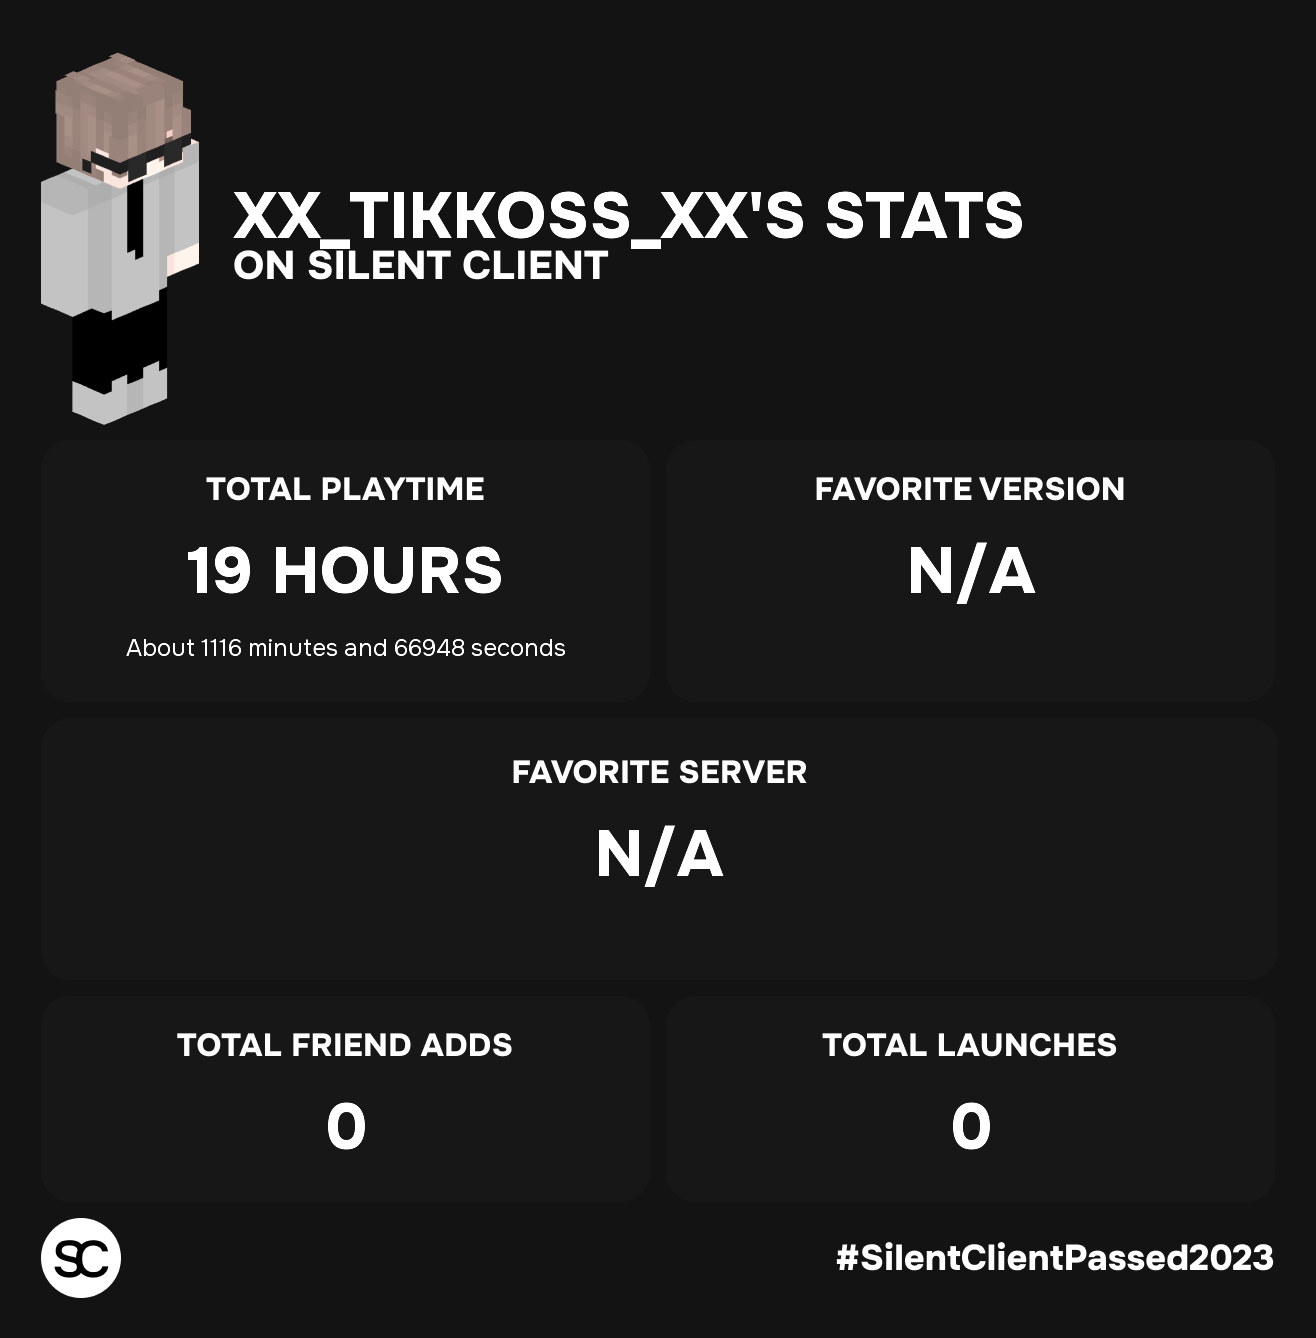 XX_TIKKOSS_XX'S STATS
ON SILENT CLIENT
TOTAL PLAYTIME
19 HOURS
About 1116 minutes and 66948 seconds
FAVORITE VERSION
N/A
FAVORITE SERVER
N/A
TOTAL FRIEND ADDS
0
TOTAL LAUNCHES
0
SC
#SilentClientPassed2023